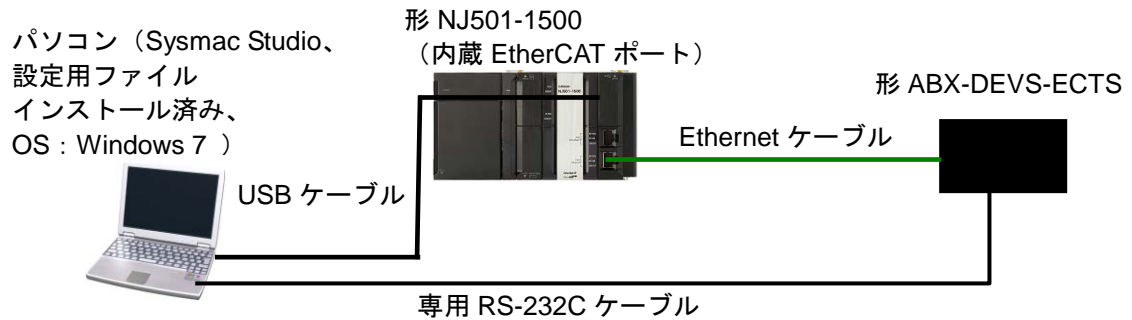 パソコン（Sysmac Studio、
設定用ファイル
インストール済み、
OS：Windows 7 ）
形 NJ501-1500
（内蔵 EtherCAT ポート）
形 ABX-DEVS-ECTS
Ethernet ケーブル
USB ケーブル
専用 RS-232C ケーブル